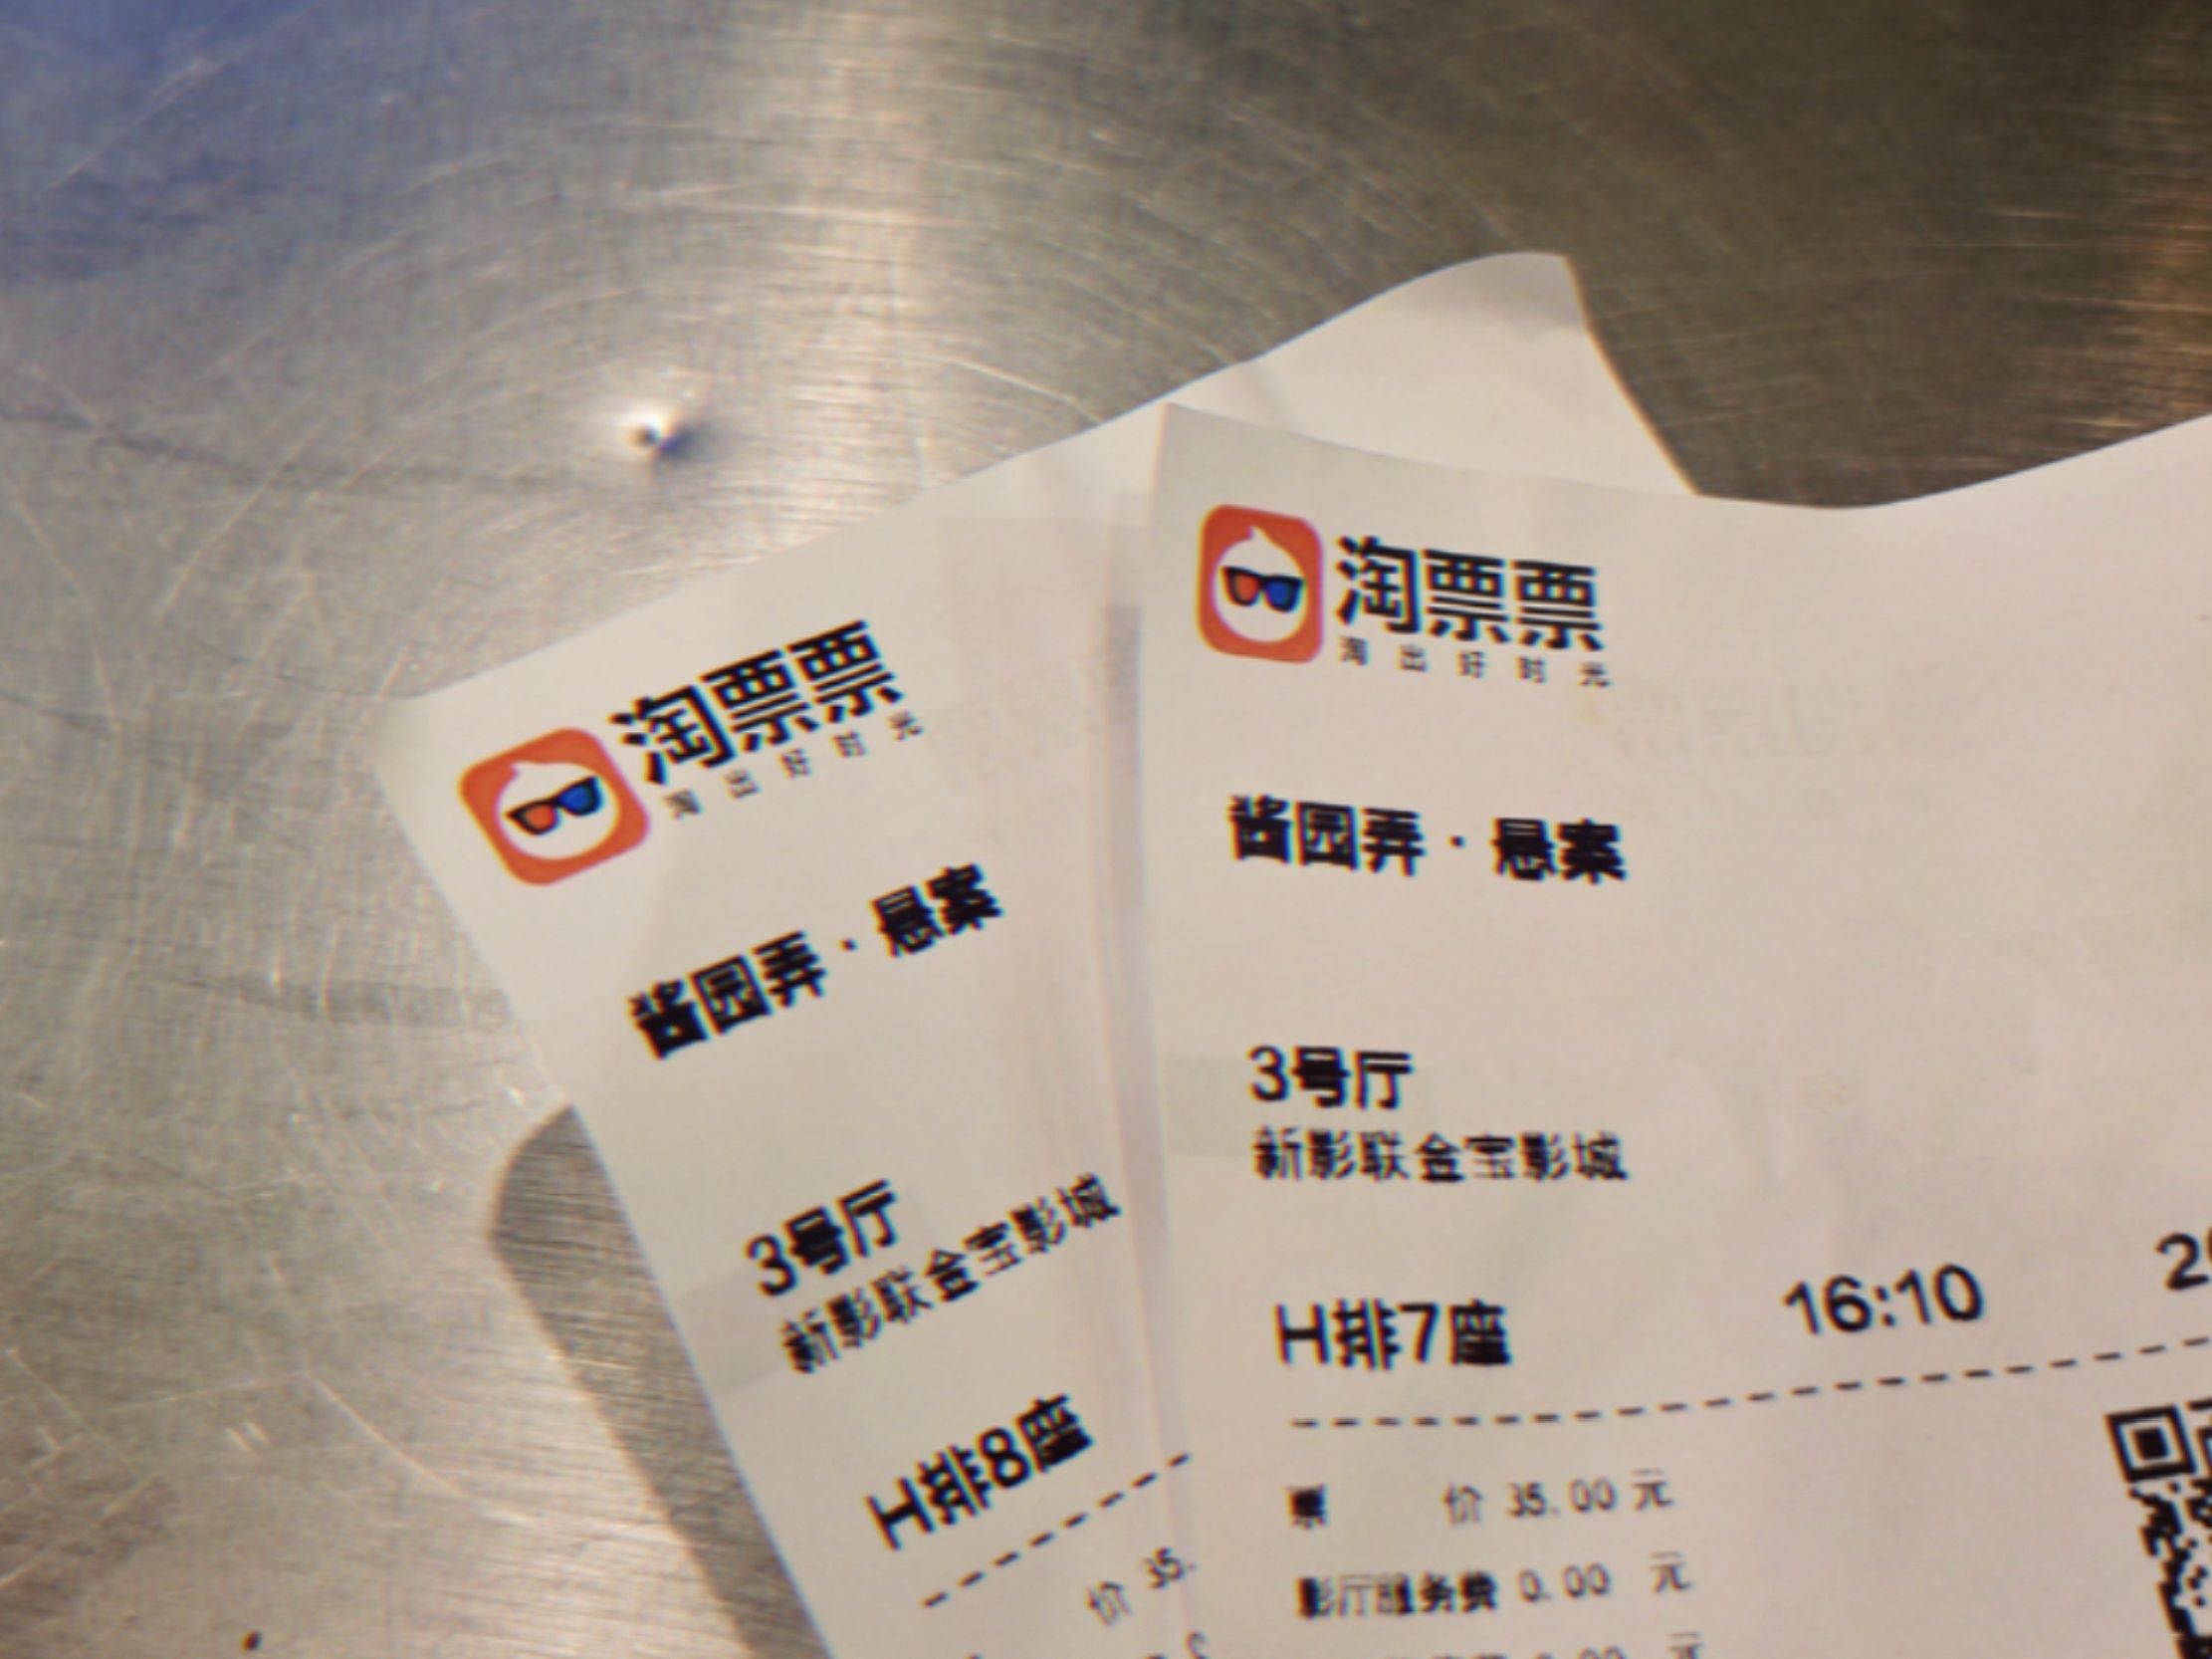 淘票票
淘出好时光
酱园弄·悬案
3号厅
新影联金宝影城
H排8座
价 35.
淘票票
淘出好时光
酱园弄·悬案
3号厅
新影联金宝影城
H排7座 16:10 2
票 价 35.00 元
影厅服务费 0.00 元